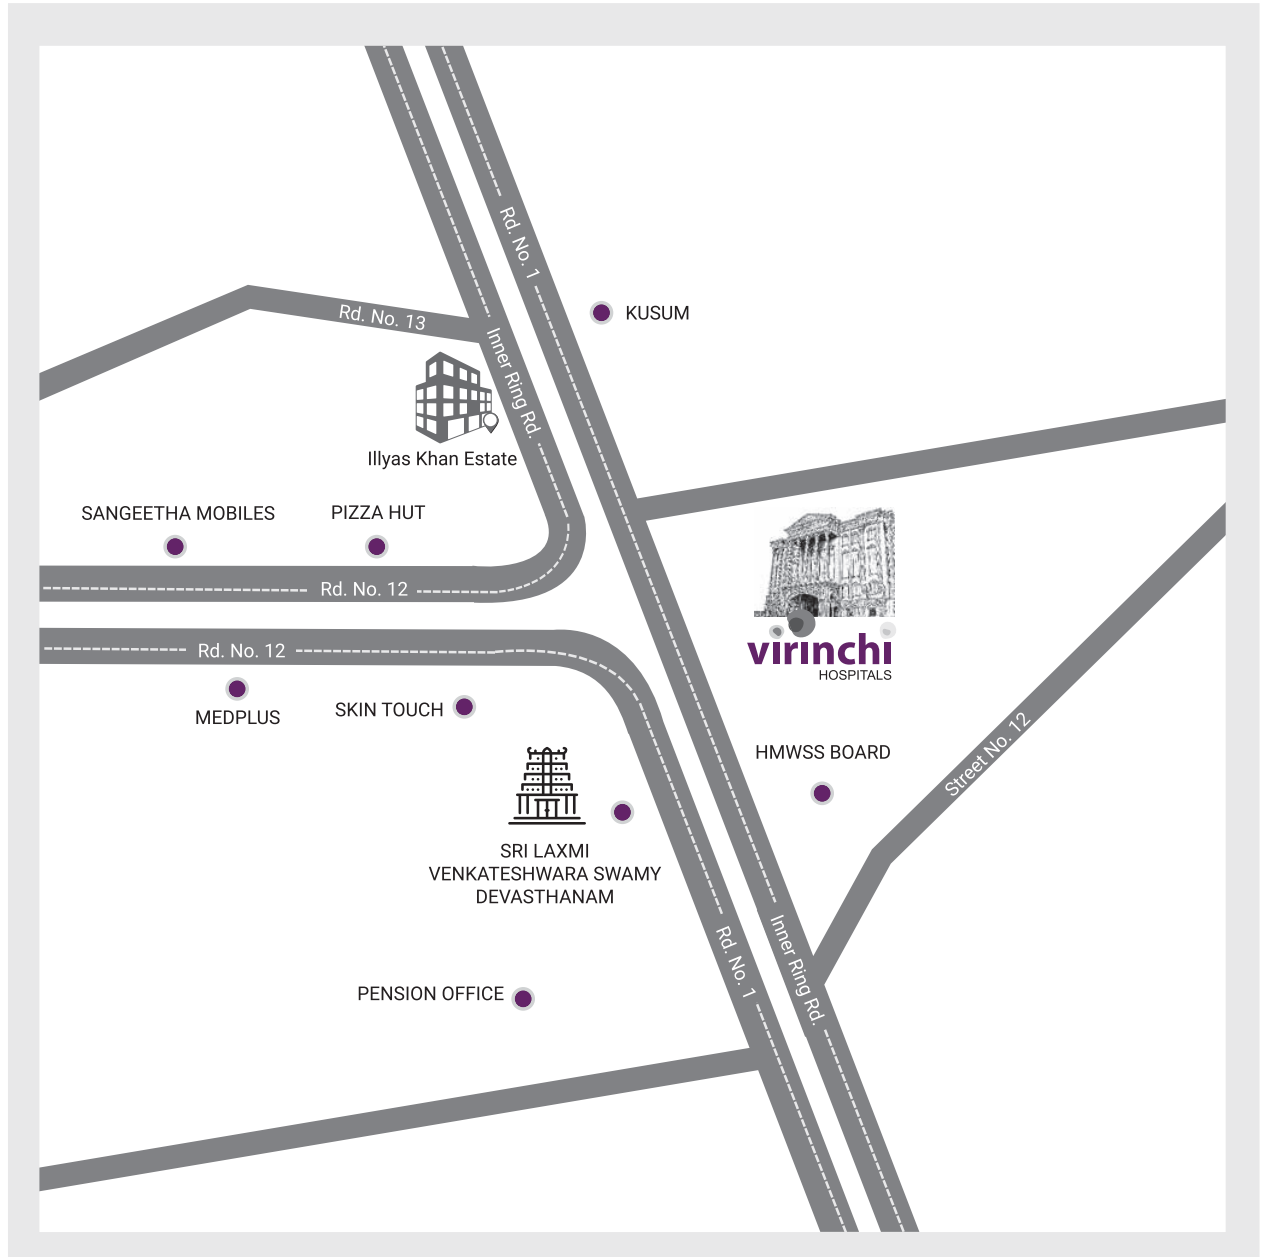 Rd. No. 1
KUSUM
Rd. No. 13
Inner Ring Rd.
Illyas Khan Estate
SANGEETHA MOBILES
PIZZA HUT
Rd. No. 12
Rd. No. 12
virinchi
HOSPITALS
MEDPLUS
SKIN TOUCH
HMWSS BOARD
Street No. 12
SRI LAXMI
VENKATESHWARA SWAMY
DEVASTHANAM
Rd. No. 1
Inner Ring Rd.
PENSION OFFICE